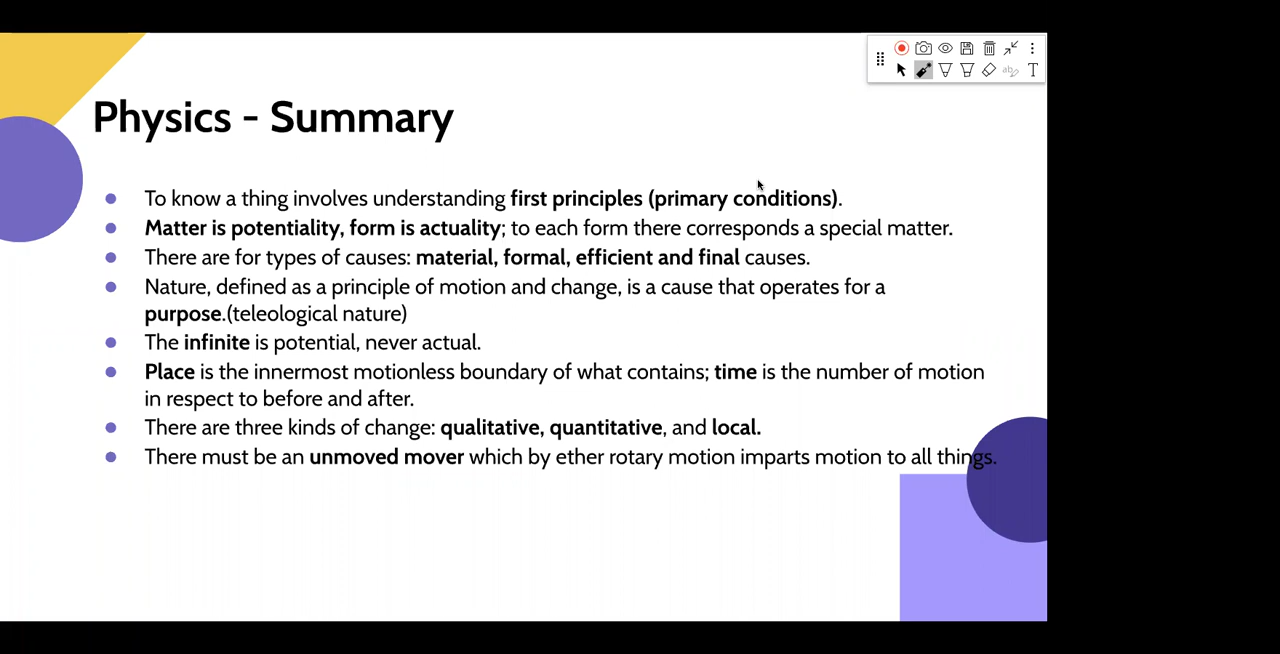 Physics - Summary
To know a thing involves understanding first principles (primary conditions).
Matter is potentiality, form is actuality; to each form there corresponds a special matter.
There are for types of causes: material, formal, efficient and final causes.
Nature, defined as a principle of motion and change, is a cause that operates for a
purpose.(teleological nature)
The infinite is potential, never actual.
Place is the innermost motionless boundary of what contains; time is the number of motion
in respect to before and after.
There are three kinds of change: qualitative, quantitative, and local.
There must be an unmoved mover which by ether rotary motion imparts motion to all things.